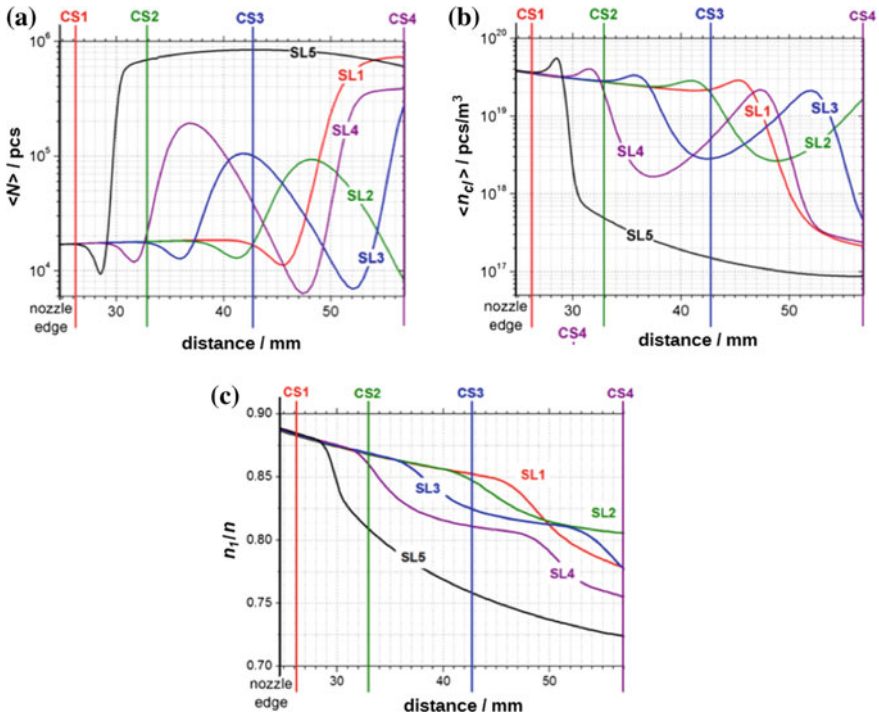 (a)
CS1 CS2 CS3 CS4
10⁶
10⁵
10⁴
<N> / pcs
SL5
SL1
SL4
SL2
SL3
nozzle edge
30 40 50
distance / mm
(b)
CS1 CS2 CS3 CS4
10²⁰
10¹⁹
10¹⁸
10¹⁷
<n_cl> / pcs/m³
SL1
SL3
SL4
SL2
SL5
nozzle edge
30 40 50
CS4
distance / mm
(c)
CS1 CS2 CS3 CS4
0.90
0.85
0.80
0.75
0.70
n₁/n
SL1
SL3
SL2
SL5
SL4
nozzle edge
30 40 50
distance / mm